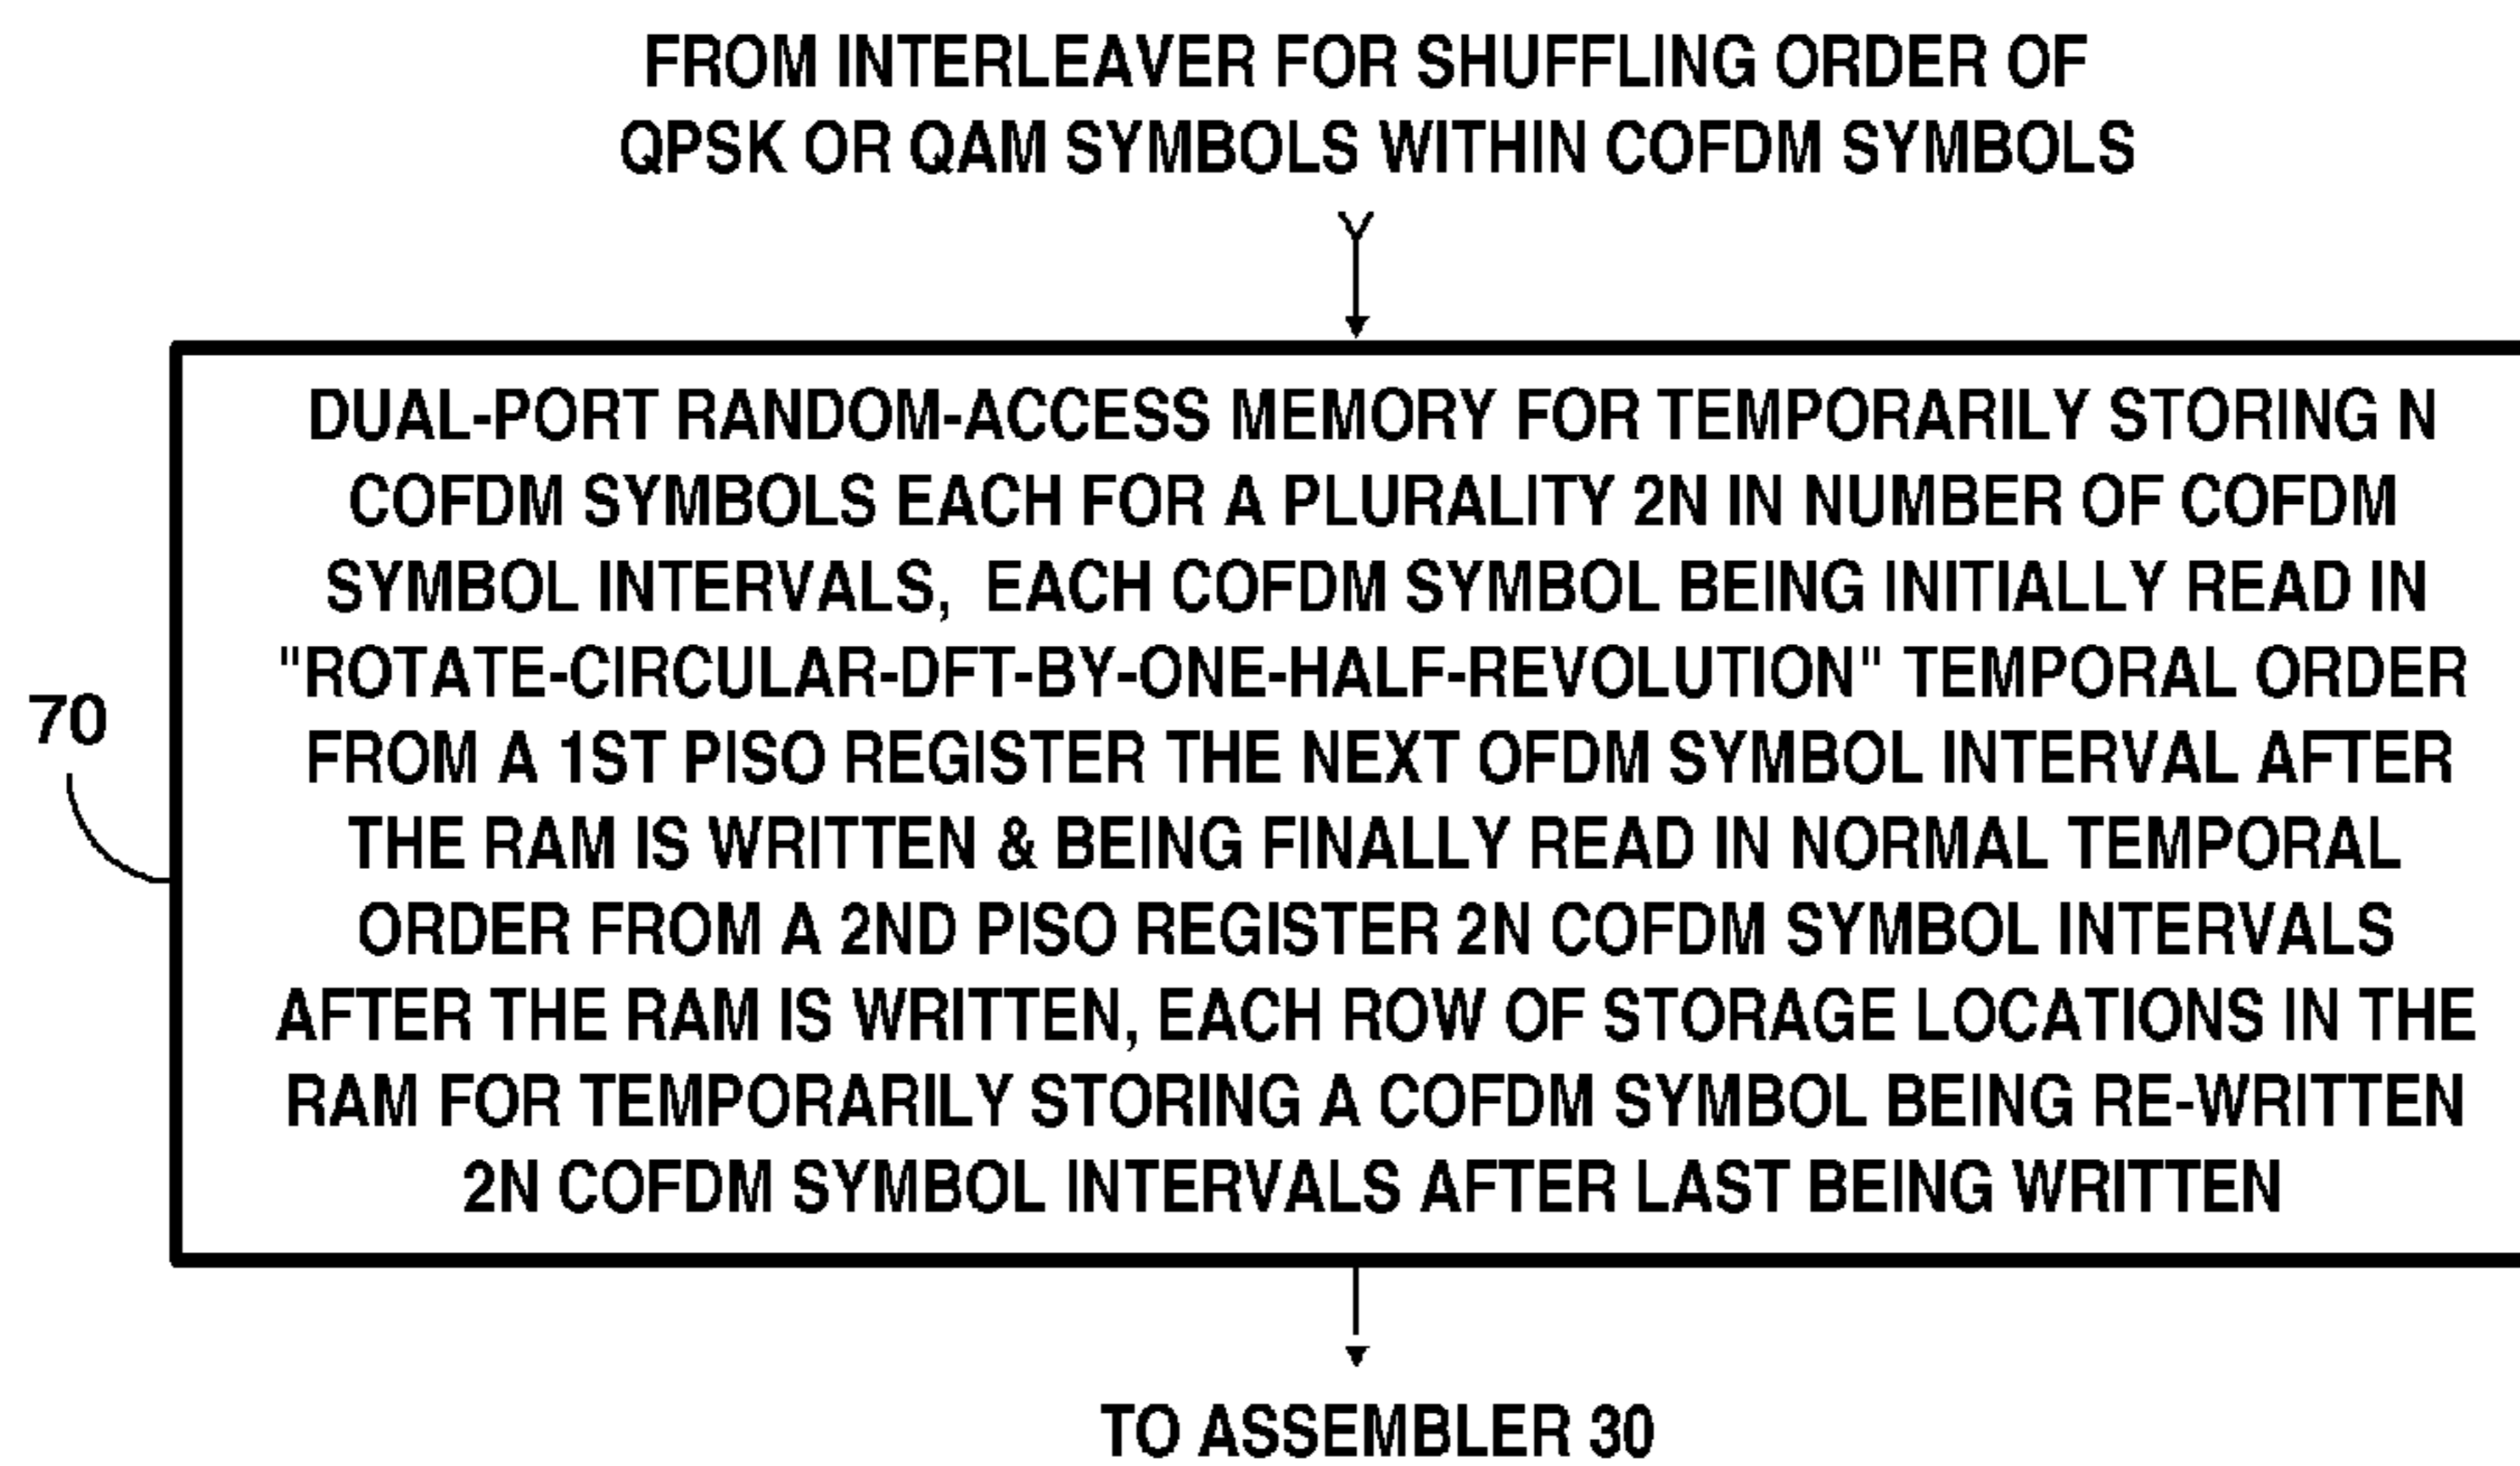 FROM INTERLEAVER FOR SHUFFLING ORDER OF
QPSK OR QAM SYMBOLS WITHIN COFDM SYMBOLS
DUAL-PORT RANDOM-ACCESS MEMORY FOR TEMPORARILY STORING N
COFDM SYMBOLS EACH FOR A PLURALITY 2N IN NUMBER OF COFDM
SYMBOL INTERVALS, EACH COFDM SYMBOL BEING INITIALLY READ IN
"ROTATE-CIRCULAR-DFT-BY-ONE-HALF-REVOLUTION" TEMPORAL ORDER
70
FROM A 1ST PISO REGISTER THE NEXT OFDM SYMBOL INTERVAL AFTER
THE RAM IS WRITTEN & BEING FINALLY READ IN NORMAL TEMPORAL
ORDER FROM A 2ND PISO REGISTER 2N COFDM SYMBOL INTERVALS
AFTER THE RAM IS WRITTEN, EACH ROW OF STORAGE LOCATIONS IN THE
RAM FOR TEMPORARILY STORING A COFDM SYMBOL BEING RE-WRITTEN
2N COFDM SYMBOL INTERVALS AFTER LAST BEING WRITTEN
TO ASSEMBLER 30